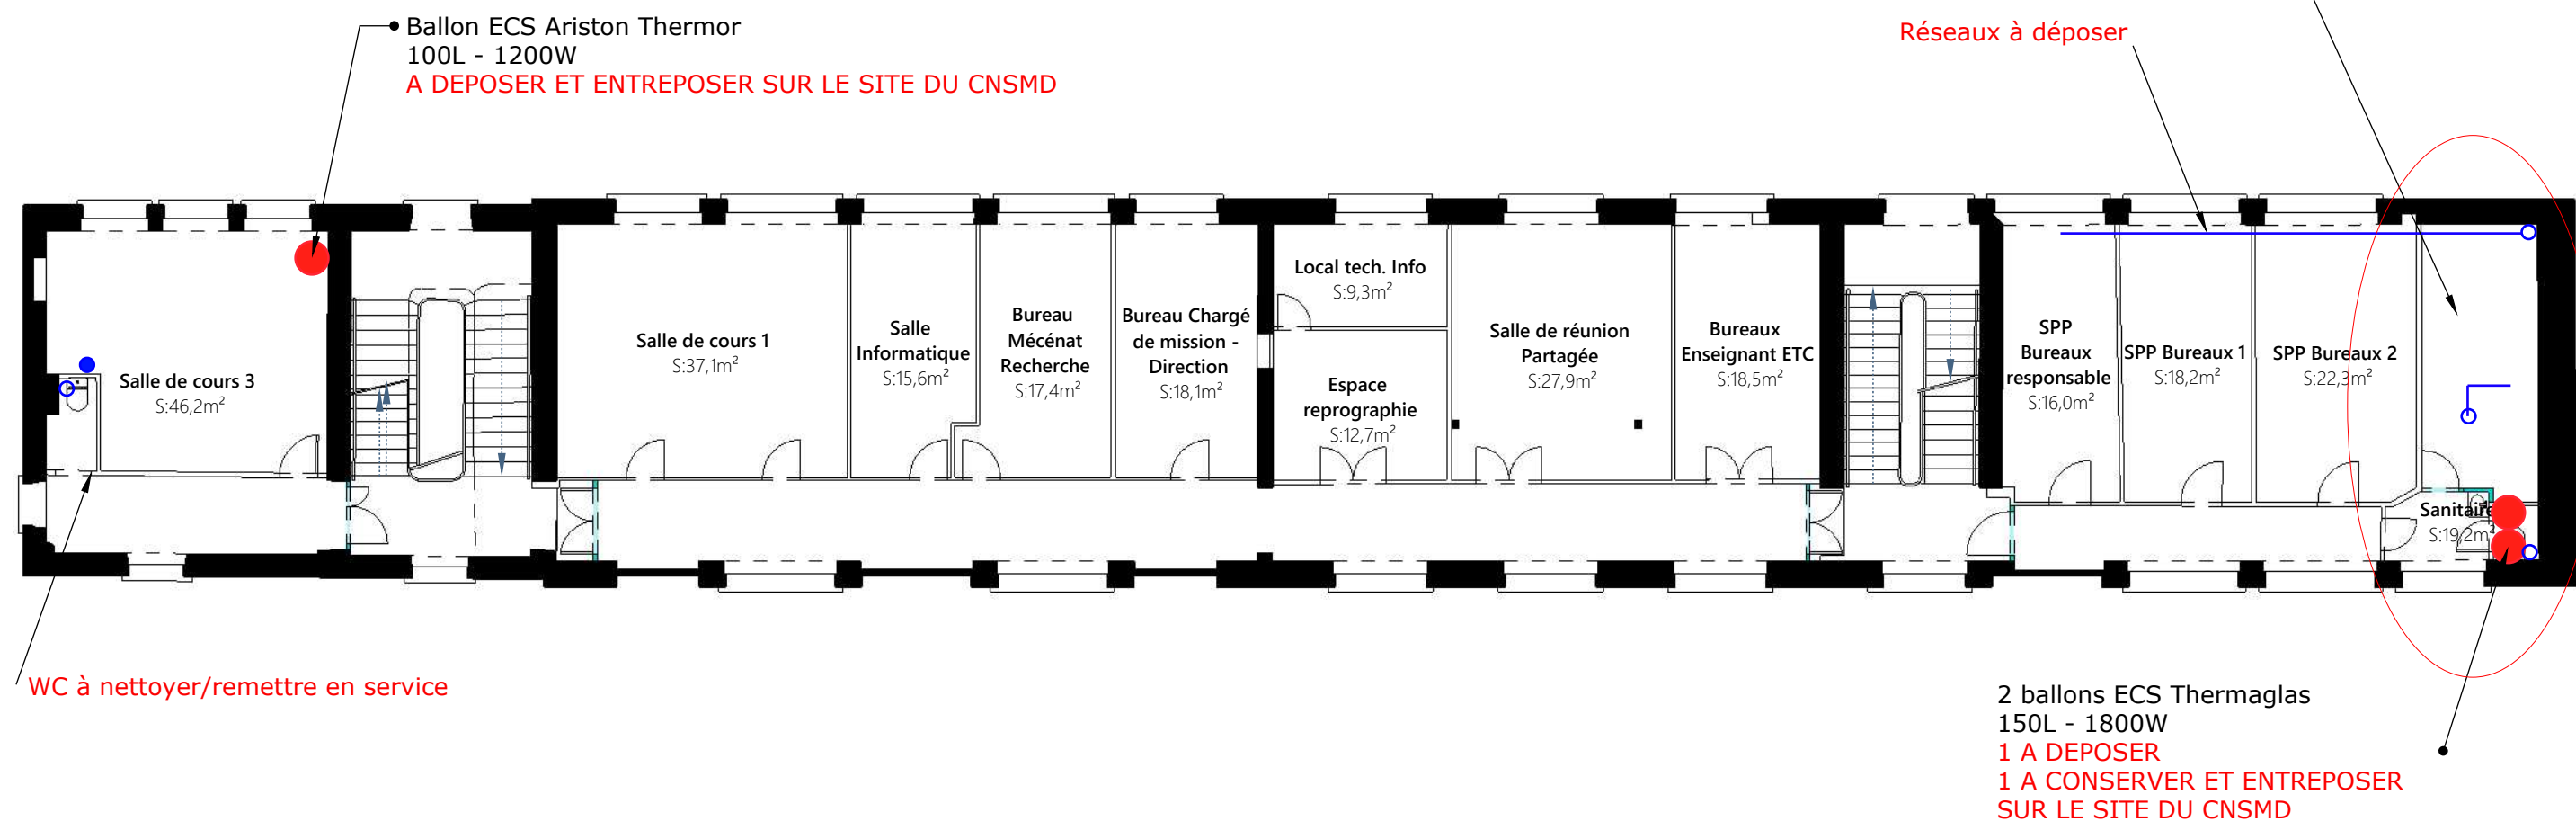 Ballon ECS Ariston Thermor
100L - 1200W
A DEPOSER ET ENTREPOSER SUR LE SITE DU CNSMD
Réseaux à déposer
Salle de cours 3
S:46,2m²
Salle de cours 1
S:37,1m²
Salle
Informatique
S:15,6m²
Bureau
Mécénat
Recherche
S:17,4m²
Bureau Chargé
de mission -
Direction
S:18,1m²
Local tech. Info
S:9,3m²
Espace
reprographie
S:12,7m²
Salle de réunion
Partagée
S:27,9m²
Bureaux
Enseignant ETC
S:18,5m²
SPP
Bureaux
responsable
S:16,0m²
SPP Bureaux 1
S:18,2m²
SPP Bureaux 2
S:22,3m²
Sanitaire
S:19,2m²
WC à nettoyer/remettre en service
2 ballons ECS Thermaglas
150L - 1800W
1 A DEPOSER
1 A CONSERVER ET ENTREPOSER
SUR LE SITE DU CNSMD